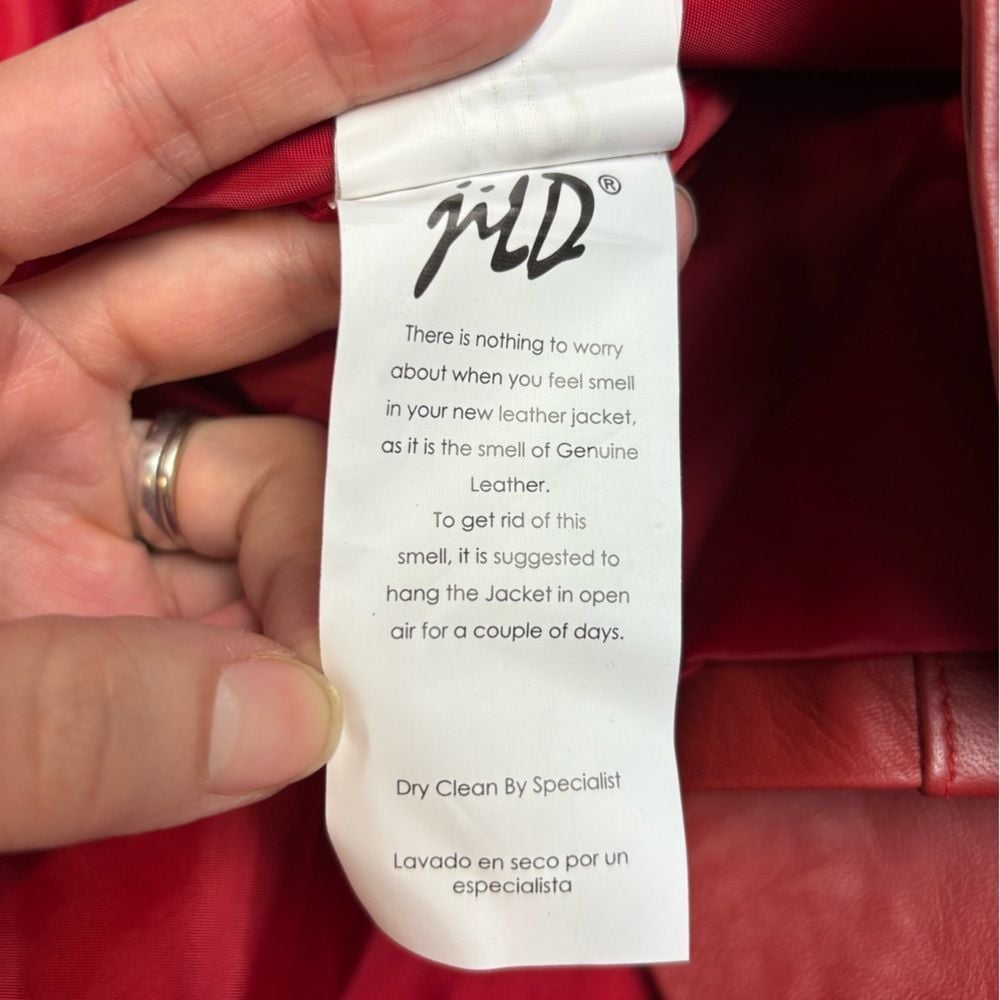 jilD®
There is nothing to worry
about when you feel smell
in your new leather jacket,
as it is the smell of Genuine
Leather.
To get rid of this
smell, it is suggested to
hang the Jacket in open
air for a couple of days.
Dry Clean By Specialist
Lavado en seco por un
especialista